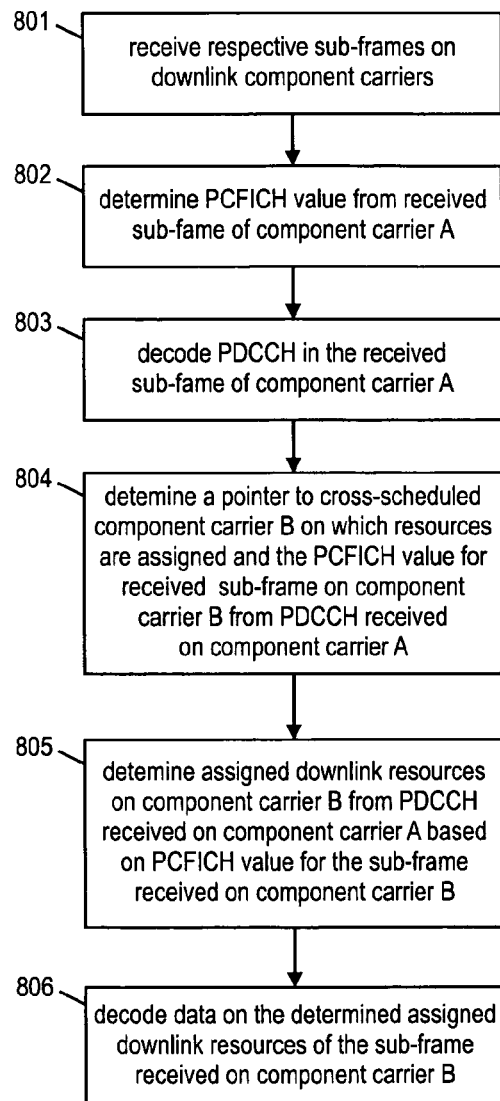 801
receive respective sub-frames on
downlink component carriers
802
determine PCFICH value from received
sub-fame of component carrier A
803
decode PDCCH in the received
sub-fame of component carrier A
804
detemine a pointer to cross-scheduled
component carrier B on which resources
are assigned and the PCFICH value for
received sub-frame on component
carrier B from PDCCH received
on component carrier A
805
detemine assigned downlink resources
on component carrier B from PDCCH
received on component carrier A based
on PCFICH value for the sub-frame
received on component carrier B
806
decode data on the determined assigned
downlink resources of the sub-frame
received on component carrier B